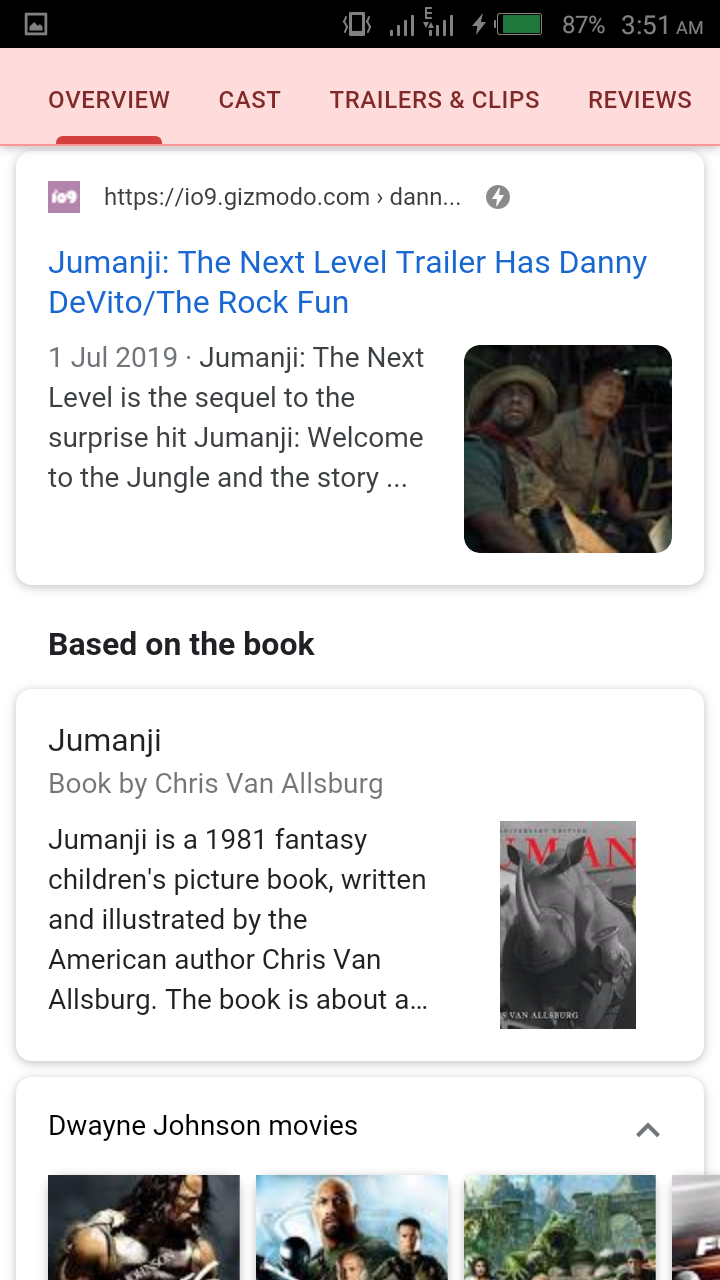 E
87% 3:51 AM
OVERVIEW CAST TRAILERS & CLIPS REVIEWS
io9 https://io9.gizmodo.com › dann...
Jumanji: The Next Level Trailer Has Danny
DeVito/The Rock Fun
1 Jul 2019 · Jumanji: The Next
Level is the sequel to the
surprise hit Jumanji: Welcome
to the Jungle and the story ...
Based on the book
Jumanji
Book by Chris Van Allsburg
Jumanji is a 1981 fantasy
children's picture book, written
and illustrated by the
American author Chris Van
Allsburg. The book is about a...
UMAN
S VAN ALLSBURG
Dwayne Johnson movies
JOHNSON